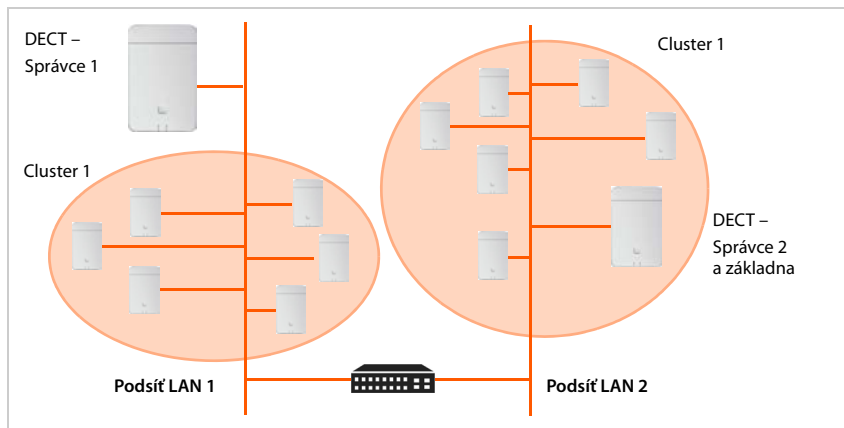 DECT –
Správce 1
Cluster 1
Cluster 1
DECT –
Správce 2
a základna
Podsíť LAN 1
Podsíť LAN 2